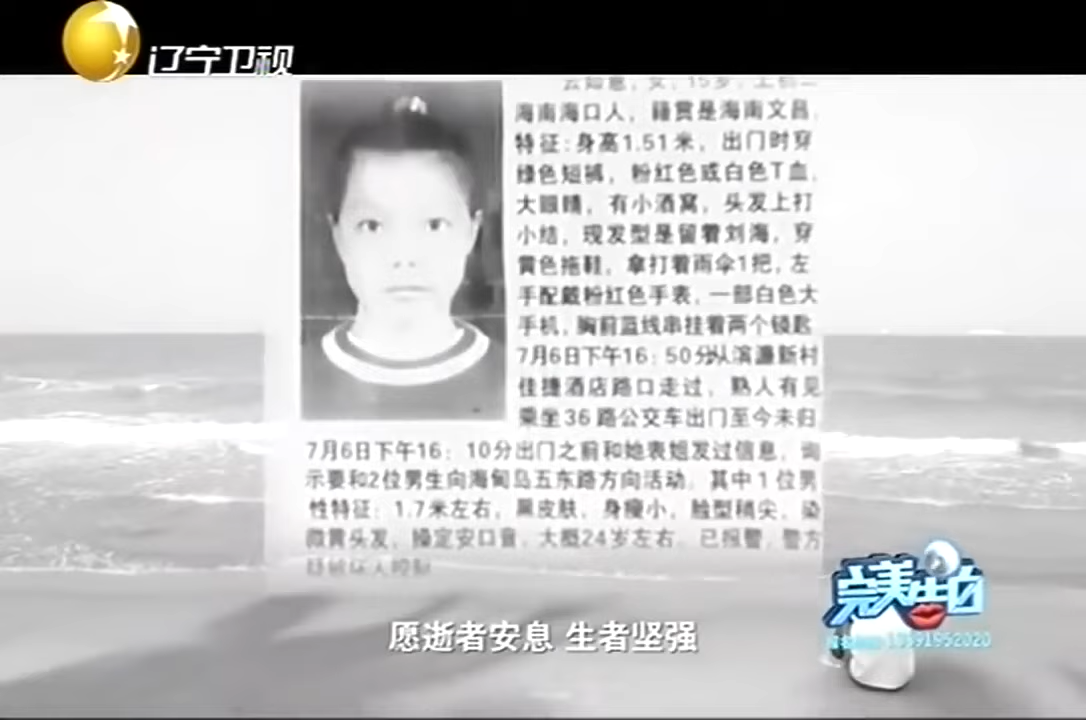 辽宁卫视
海南海口人，籍贯是海南文昌，
特征：身高1.51米，出门时穿
绿色短裤，粉红色或白色T血，
大眼睛，有小酒窝，头发上打
小结，现发型是留着刘海，穿
黄色拖鞋，拿打着雨伞1把，左
手配戴粉红色手表，一部白色大
手机，胸前蓝线串挂着两个锁匙
7月6日下午16：50分从滨濂新村
佳捷酒店路口走过，熟人有见
乘坐36路公交车出门至今未归
7月6日下午16：10分出门之前和她表姐发过信息，
示要和2位男生向海甸岛五东路方向活动，其中1位男
性特征：1.7米左右，黑皮肤，身瘦小，脸型稍尖，染
微黄头发，操定安口音，大概24岁左右，已报警，警方
愿逝者安息 生者坚强
完美告白